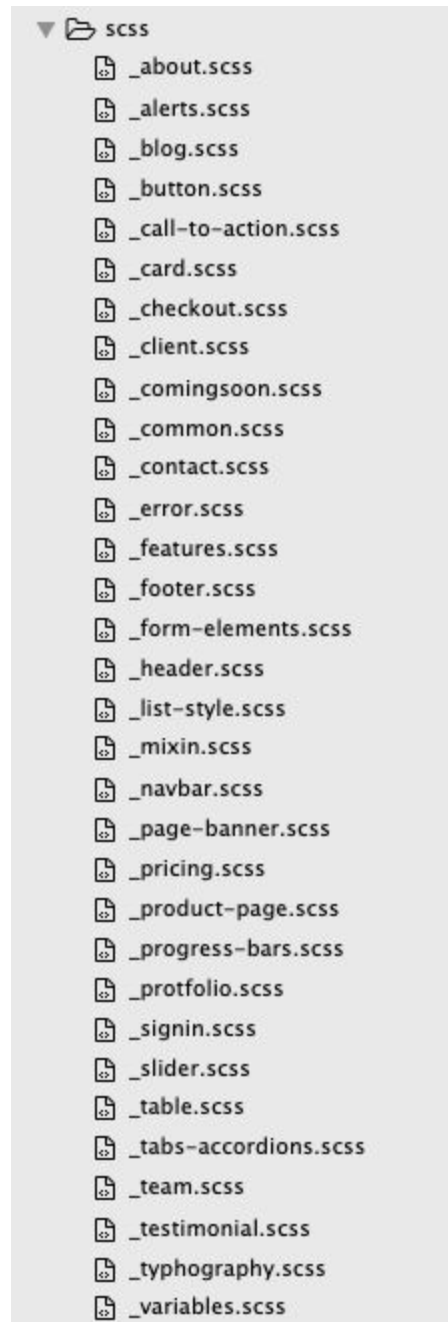 scss
_about.scss
_alerts.scss
_blog.scss
_button.scss
_call-to-action.scss
_card.scss
_checkout.scss
_client.scss
_comingsoon.scss
_common.scss
_contact.scss
_error.scss
_features.scss
_footer.scss
_form-elements.scss
_header.scss
_list-style.scss
_mixin.scss
_navbar.scss
_page-banner.scss
_pricing.scss
_product-page.scss
_progress-bars.scss
_protfolio.scss
_signin.scss
_slider.scss
_table.scss
_tabs-accordions.scss
_team.scss
_testimonial.scss
_typhography.scss
_variables.scss